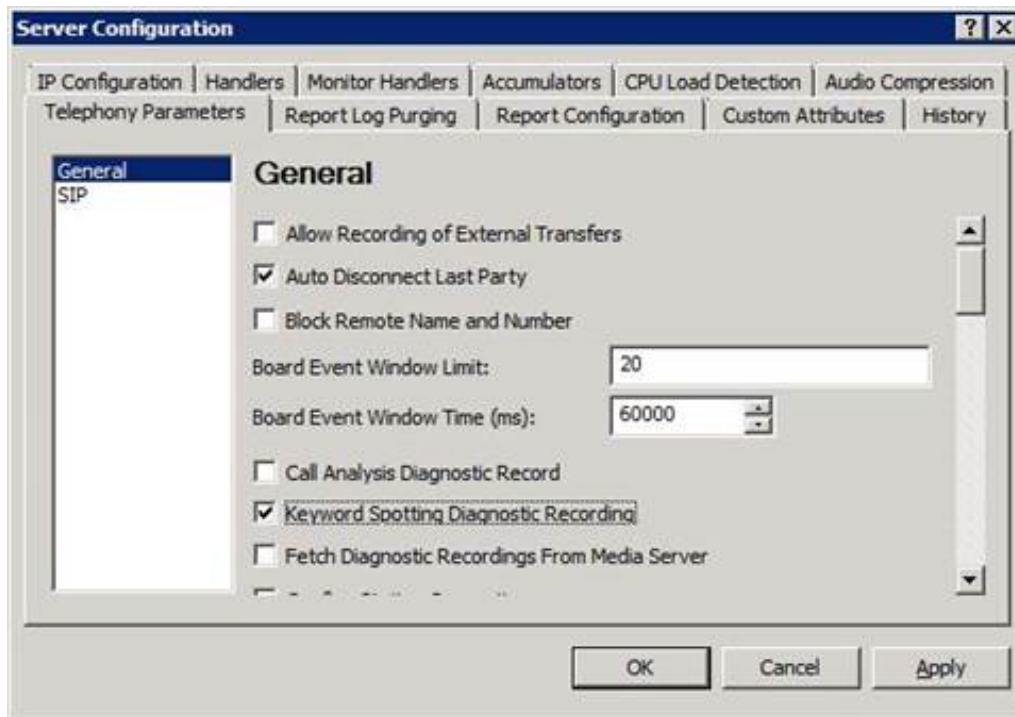 Server Configuration
IP Configuration Handlers Monitor Handlers Accumulators CPU Load Detection Audio Compression
Telephony Parameters Report Log Purging Report Configuration Custom Attributes History
General
SIP
General
Allow Recording of External Transfers
Auto Disconnect Last Party
Block Remote Name and Number
Board Event Window Limit: 20
Board Event Window Time (ms): 60000
Call Analysis Diagnostic Record
Keyword Spotting Diagnostic Recording
Fetch Diagnostic Recordings From Media Server
OK Cancel Apply